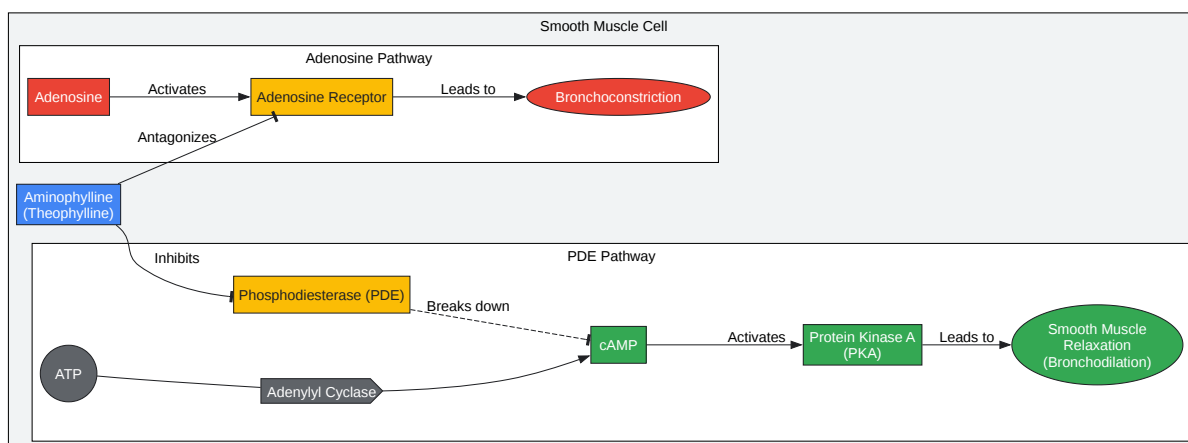 Smooth Muscle Cell
Adenosine Pathway
Adenosine
Activates
Adenosine Receptor
Leads to
Bronchoconstriction
Antagonizes
Aminophylline
(Theophylline)
PDE Pathway
Inhibits
Phosphodiesterase (PDE)
Breaks down
cAMP
Activates
Protein Kinase A
(PKA)
Leads to
Smooth Muscle
Relaxation
(Bronchodilation)
ATP
Adenylyl Cyclase